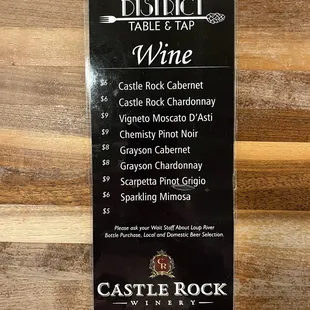 DISTRICT
TABLE & TAP
Wine
$6 Castle Rock Cabernet
$6 Castle Rock Chardonnay
$9 Vigneto Moscato D'Asti
$9 Chemisty Pinot Noir
$8 Grayson Cabernet
$8 Grayson Chardonnay
$9 Scarpetta Pinot Grigio
$6 Sparkling Mimosa
$5
Please ask your Wait Staff About Loup River
Bottle Purchase, Local and Domestic Beer Selection.
CR
CASTLE ROCK
WINERY